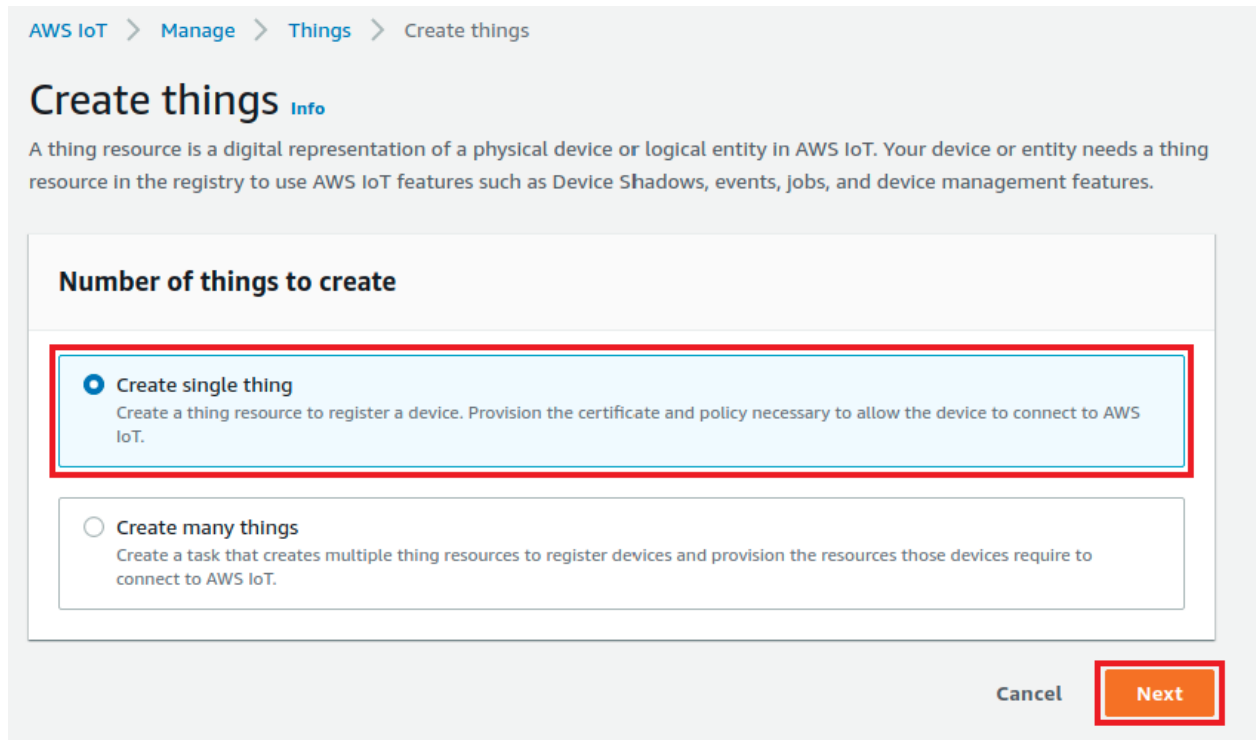 AWS IoT > Manage > Things > Create things
Create things Info
A thing resource is a digital representation of a physical device or logical entity in AWS IoT. Your device or entity needs a thing
resource in the registry to use AWS IoT features such as Device Shadows, events, jobs, and device management features.
Number of things to create
Create single thing
Create a thing resource to register a device. Provision the certificate and policy necessary to allow the device to connect to AWS
IoT.
Create many things
Create a task that creates multiple thing resources to register devices and provision the resources those devices require to
connect to AWS IoT.
Cancel Next